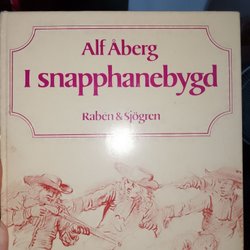 Alf Åberg
I snapphanebygd
Rabén & Sjögren